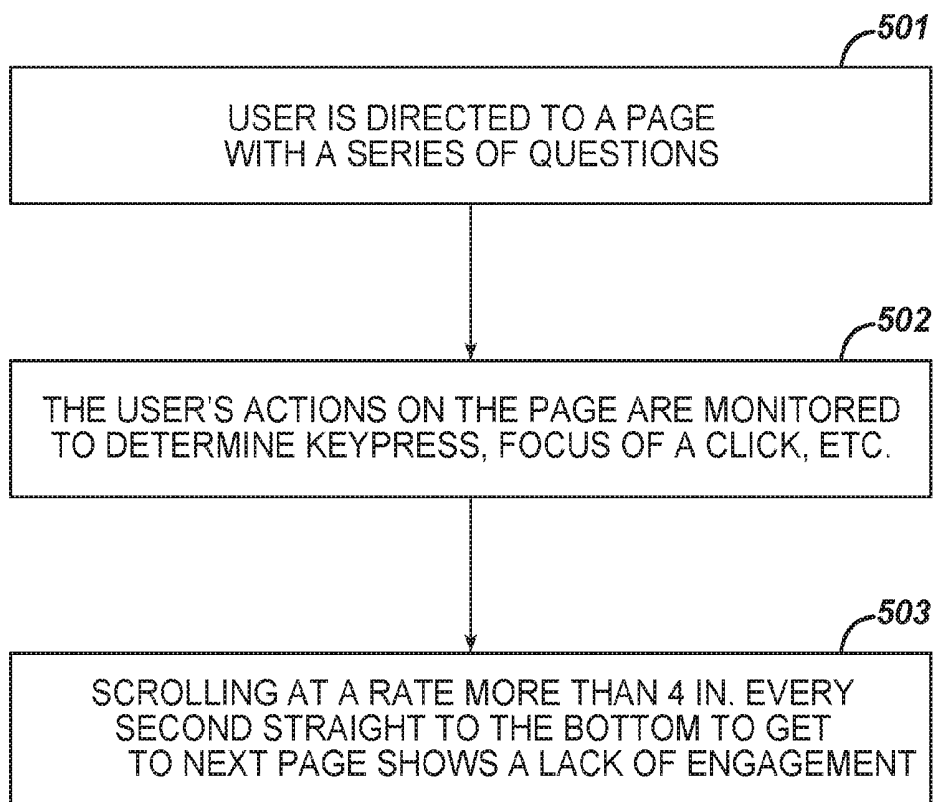 501
USER IS DIRECTED TO A PAGE
WITH A SERIES OF QUESTIONS
502
THE USER'S ACTIONS ON THE PAGE ARE MONITORED
TO DETERMINE KEYPRESS, FOCUS OF A CLICK, ETC.
503
SCROLLING AT A RATE MORE THAN 4 IN. EVERY
SECOND STRAIGHT TO THE BOTTOM TO GET
TO NEXT PAGE SHOWS A LACK OF ENGAGEMENT